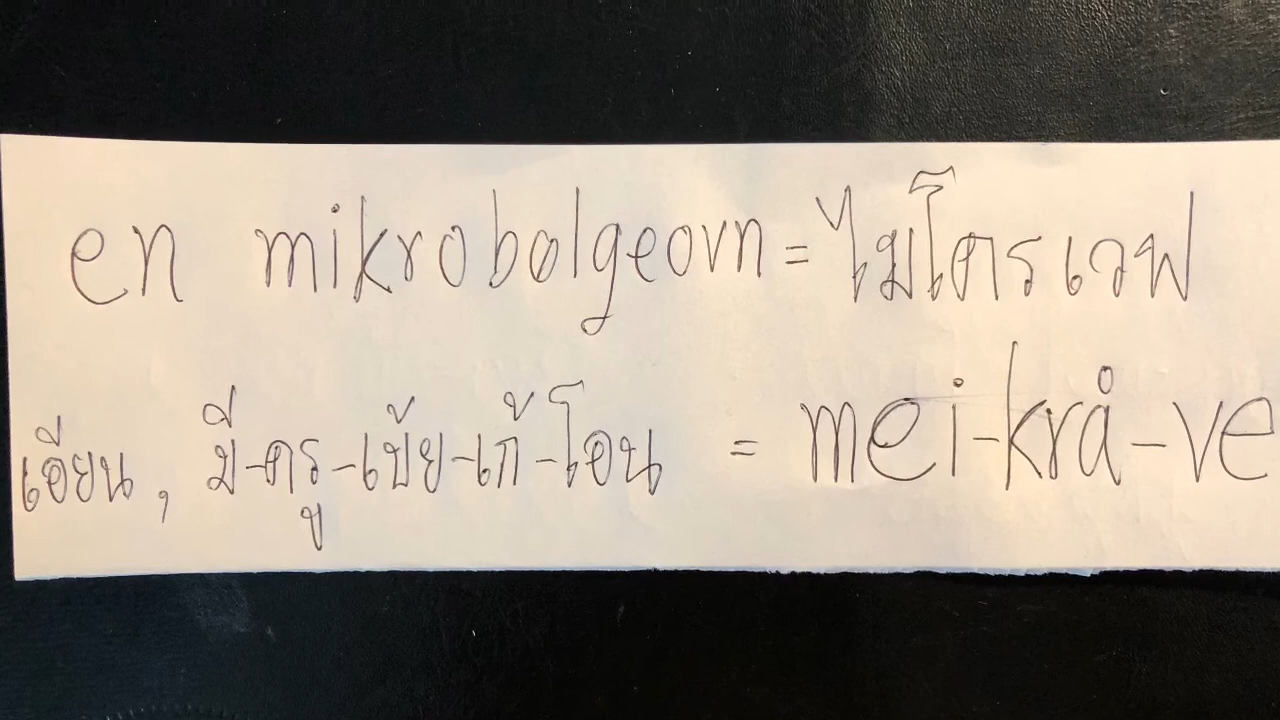 en mikrobølgeovn = ไมโครเวฟ
เอียน, มี-ครู-เบ้ย-เก้-โอน = mei-krå-ve